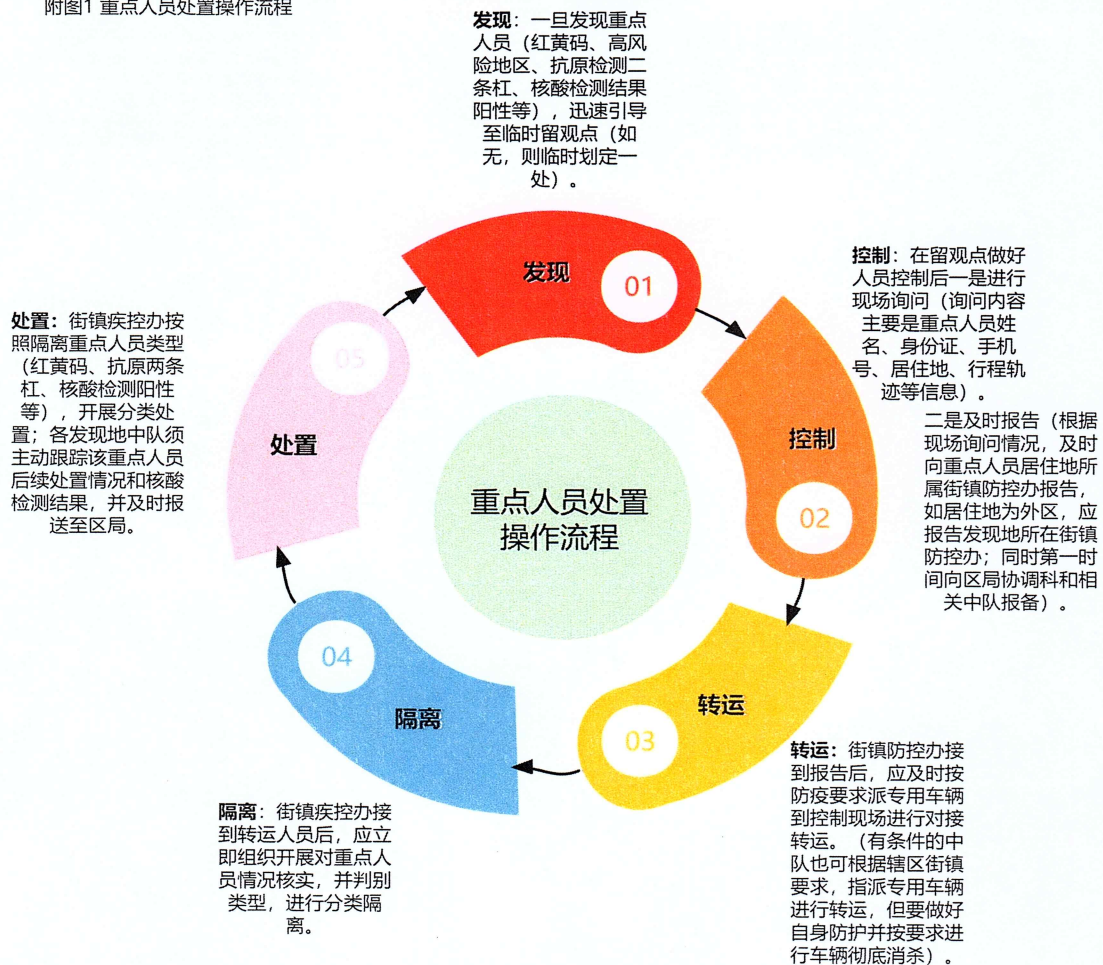 附图1 重点人员处置操作流程
发现：一旦发现重点
人员（红黄码、高风
险地区、抗原检测二
条杠、核酸检测结果
阳性等），迅速引导
至临时留观点（如
无，则临时划定一
处）。
发现
01
控制：在留观点做好
人员控制后一是进行
现场询问（询问内容
主要是重点人员姓
名、身份证、手机
号、居住地、行程轨
迹等信息）。
二是及时报告（根据
现场询问情况，及时
向重点人员居住地所
属街镇防控办报告，
如居住地为外区，应
报告发现地所在街镇
防控办；同时第一时
间向区局协调科和相
关中队报备）。
控制
02
转运
03
转运：街镇防控办接
到报告后，应及时按
防疫要求派专用车辆
到控制现场进行对接
转运。（有条件的中
队也可根据辖区街镇
要求，指派专用车辆
进行转运，但要做好
自身防护并按要求进
行车辆彻底消杀）。
04
隔离
隔离：街镇疾控办接
到转运人员后，应立
即组织开展对重点人
员情况核实，并判别
类型，进行分类隔
离。
05
处置
处置：街镇疾控办按
照隔离重点人员类型
（红黄码、抗原两条
杠、核酸检测阳性
等），开展分类处
置；各发现地中队须
主动跟踪该重点人员
后续处置情况和核酸
检测结果，并及时报
送至区局。
重点人员处置
操作流程